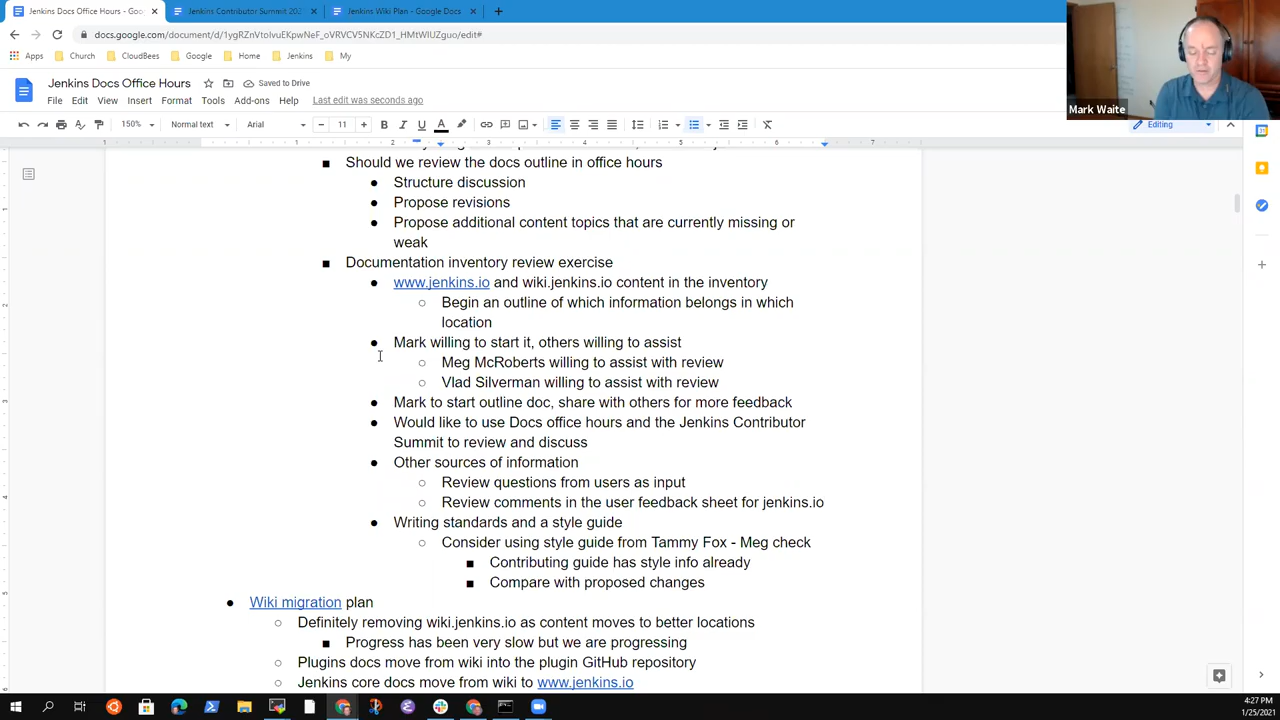 Jenkins Docs Office Hours - Goo
Jenkins Contributor Summit 202
Jenkins Wiki Plan - Google Docs
docs.google.com/document/d/1ygRZnVtoIvuEKpwNeF_oVRVCV5NKcZD1_HMtWIUZguo/edit#
Apps Church CloudBees Google Home Jenkins My
Jenkins Docs Office Hours Saved to Drive
File Edit View Insert Format Tools Add-ons Help Last edit was seconds ago
Mark Waite
150% Normal text Arial 11 Editing
1 1 2 3 4 5 6 7
Should we review the docs outline in office hours
Structure discussion
Propose revisions
Propose additional content topics that are currently missing or
weak
Documentation inventory review exercise
www.jenkins.io and wiki.jenkins.io content in the inventory
Begin an outline of which information belongs in which
location
Mark willing to start it, others willing to assist
Meg McRoberts willing to assist with review
Vlad Silverman willing to assist with review
Mark to start outline doc, share with others for more feedback
Would like to use Docs office hours and the Jenkins Contributor
Summit to review and discuss
Other sources of information
Review questions from users as input
Review comments in the user feedback sheet for jenkins.io
Writing standards and a style guide
Consider using style guide from Tammy Fox - Meg check
Contributing guide has style info already
Compare with proposed changes
Wiki migration plan
Definitely removing wiki.jenkins.io as content moves to better locations
Progress has been very slow but we are progressing
Plugins docs move from wiki into the plugin GitHub repository
Jenkins core docs move from wiki to www.jenkins.io
4:27 PM
1/25/2021